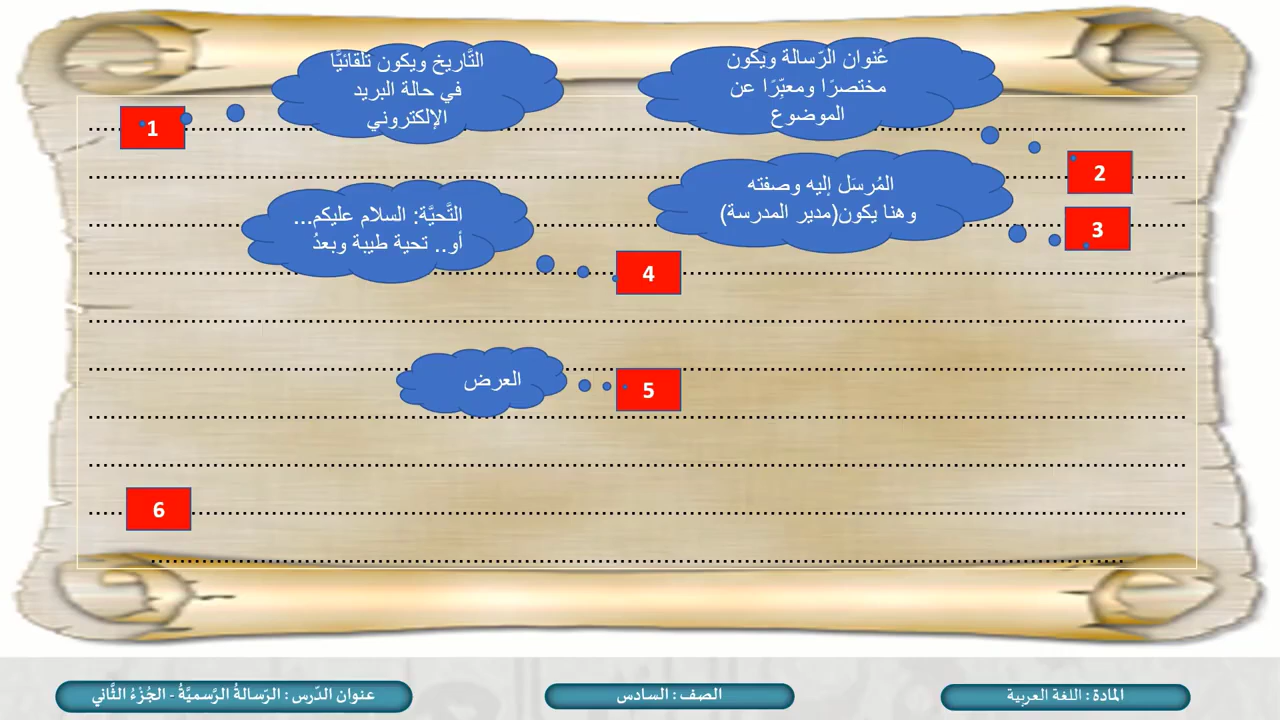 التَّاريخ ويكون تلقائيًّا
في حالة البريد
الإلكتروني
1
عُنوان الرّسالة ويكون
مختصرًا ومعبّرًا عن
الموضوع
2
المُرسَل إليه وصفته
وهنا يكون(مدير المدرسة)
3
التَّحيَّة: السلام عليكم...
أو.. تحية طيبة وبعدُ
4
العرض
5
6
المادة : اللغة العربية
الصف : السادس
عنوان الدّرس : الرّسالةُ الرَّسميَّةُ - الجُزْءُ الثَّاني